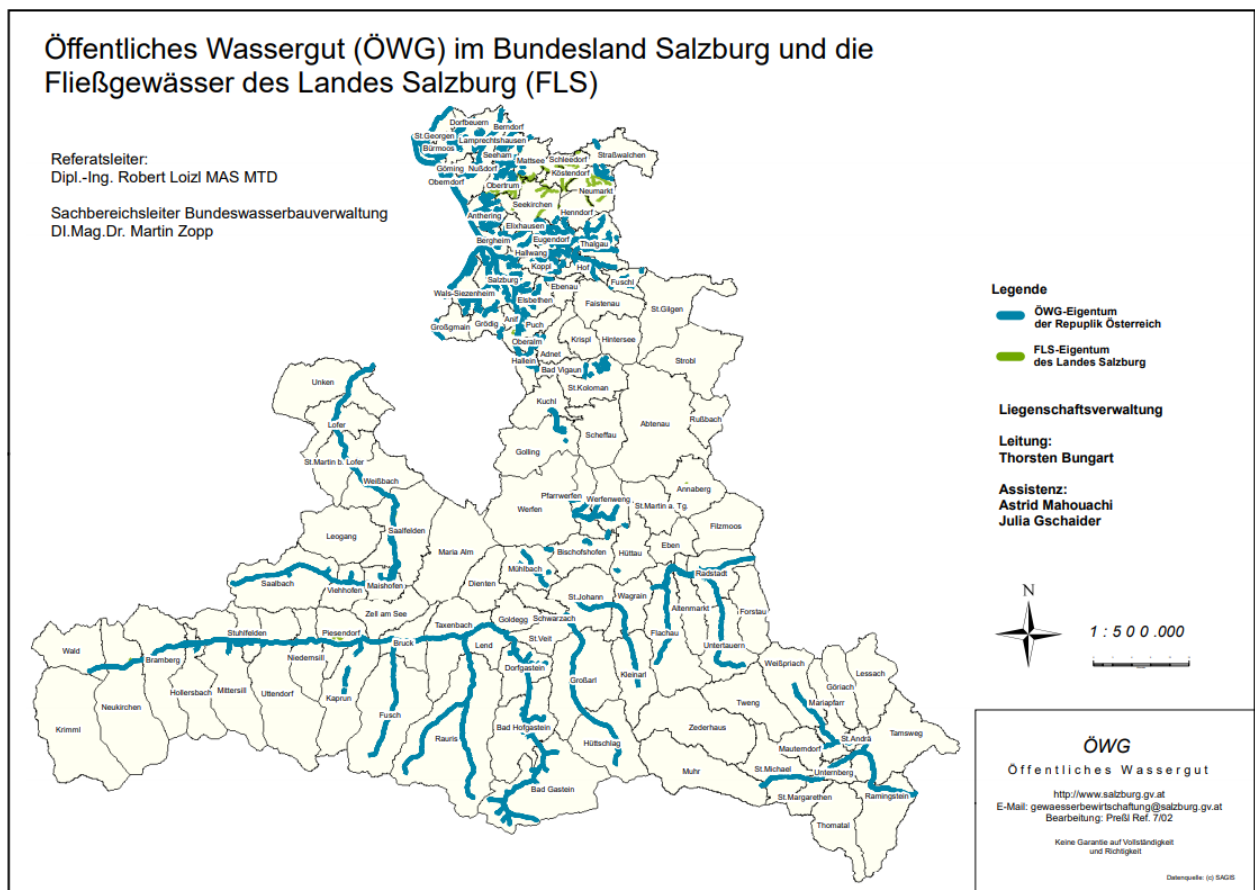 Öffentliches Wassergut (ÖWG) im Bundesland Salzburg und die
Fließgewässer des Landes Salzburg (FLS)
Referatsleiter:
Dipl.-Ing. Robert Loizl MAS MTD
Sachbereichsleiter Bundeswasserbauverwaltung
DI.Mag.Dr. Martin Zopp
Dorfbeuern
Berndorf
St.Georgen
Lamprechtshausen
Bürmoos
Seeham
Mattsee
Schleedorf
Straßwalchen
Göming
Nußdorf
Köstendorf
Oberndorf
Obertrum
Neumarkt
Seekirchen
Anthering
Henndorf
Elixhausen
Bergheim
Eugendorf
Thalgau
Hallwang
Koppl
Hof
Salzburg
Ebenau
Fuschl
Wals-Siezenheim
Elsbethen
Faistenau
St.Gilgen
Großgmain
Grödig
Anif
Puch
Oberalm
Krispl
Hintersee
Adnet
Hallein
Bad Vigaun
Strobl
St.Koloman
Unken
Kuchl
Abtenau
Rußbach
Lofer
Scheffau
Golling
St.Martin b. Lofer
Weißbach
Annaberg
Pfarrwerfen
Werfenweng
Werfen
St.Martin a. Tg.
Filzmoos
Saalfelden
Leogang
Maria Alm
Bischofshofen
Hüttau
Eben
Mühlbach
Radstadt
Saalbach
Viehhofen
Maishofen
Dienten
St.Johann
Wagrain
Altenmarkt
Forstau
Zell am See
Taxenbach
Goldegg
Schwarzach
Stuhlfelden
Piesendorf
Bruck
Lend
St.Veit
Flachau
Untertauern
Wald
Bramberg
Niedernsill
Dorfgastein
Weißpriach
Hollersbach
Mittersill
Uttendorf
Kaprun
Großarl
Kleinarl
Lessach
Göriach
Neukirchen
Fusch
Tweng
Mariapfarr
Krimml
Rauris
Bad Hofgastein
Hüttschlag
Zederhaus
St.Andrä
Tamsweg
Mauterndorf
Muhr
St.Michael
Unternberg
Bad Gastein
St.Margarethen
Ramingstein
Thomatal
Legende
ÖWG-Eigentum
der Repuplik Österreich
FLS-Eigentum
des Landes Salzburg
Liegenschaftsverwaltung
Leitung:
Thorsten Bungart
Assistenz:
Astrid Mahouachi
Julia Gschaider
N
1 : 5 0 0 .000
ÖWG
Öffentliches Wassergut
http://www.salzburg.gv.at
E-Mail: gewaesserbewirtschaftung@salzburg.gv.at
Bearbeitung: Preßl Ref. 7/02
Keine Garantie auf Vollständigkeit
und Richtigkeit
Datenquelle: (c) SAGIS